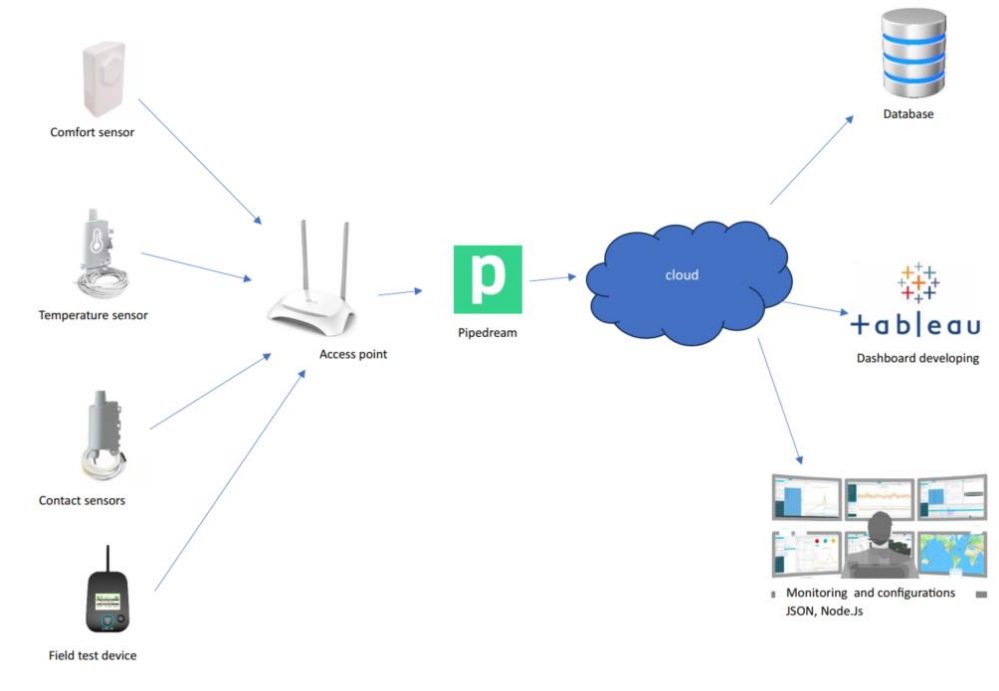 Comfort sensor
Database
Temperature sensor
Access point
p
Pipedream
cloud
+ableau
Dashboard developing
Contact sensors
Monitoring and configurations
JSON, Node.Js
Field test device